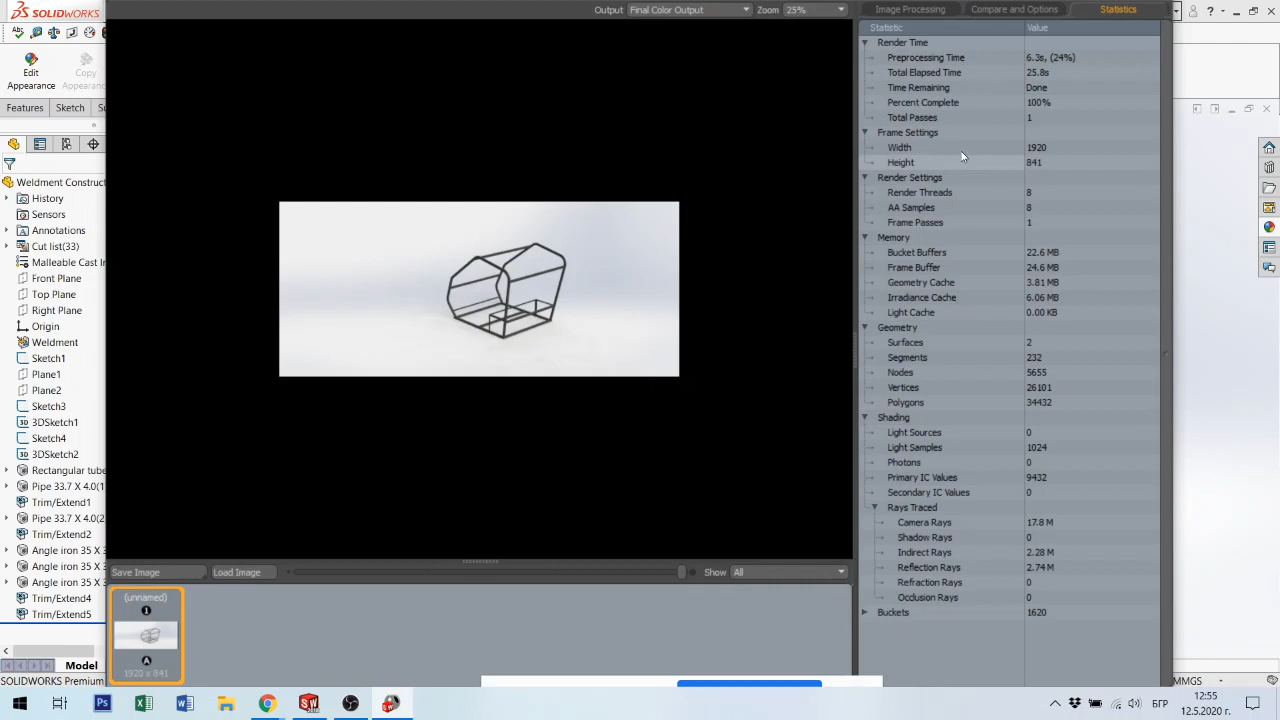 SOLIDWORKS
Output Final Color Output Zoom 25%
Image Processing Compare and Options Statistics
Statistic Value
Render Time
Preprocessing Time 6.3s, (24%)
Total Elapsed Time 25.8s
Time Remaining Done
Percent Complete 100%
Total Passes 1
Frame Settings
Width 1920
Height 841
Render Settings
Render Threads 8
AA Samples 8
Frame Passes 1
Memory
Bucket Buffers 22.6 MB
Frame Buffer 24.6 MB
Geometry Cache 3.81 MB
Irradiance Cache 6.06 MB
Light Cache 0.00 KB
Geometry
Surfaces 2
Segments 232
Nodes 5655
Vertices 26101
Polygons 34432
Shading
Light Sources 0
Light Samples 1024
Photons 0
Primary IC Values 9432
Secondary IC Values 0
Rays Traced
Camera Rays 17.8 M
Shadow Rays 0
Indirect Rays 2.28 M
Reflection Rays 2.74 M
Refraction Rays 0
Occlusion Rays 0
Buckets 1620
Edit Copy
Appearance Appearance
Features Sketch Su
Weldment Construc
History
Sensors
Annotations
Cut list(33)
Malleable Cast Iron
Front Plane
Top Plane
Right Plane
Origin
Weldment
Sketch1
Plane1
Plane2
Sketch3
3DSketch1
Sketch4
3DSketch2
Rectangular tube
Pipe 33.7 X 4.0(1
Trim/Extend1
Pipe 33.7 X 4.0(2
Trim/Extend2
Angle iron 35 X
Trim/Extend3
Angle iron 35 X
Trim/Extend4
Trim/Extend5
Model
SOLIDWORKS Premium
Save Image Load Image Show All
(unnamed)
1
A
1920 x 841
MMGS
Ps
БГР
12:55
12.5.2020 г.